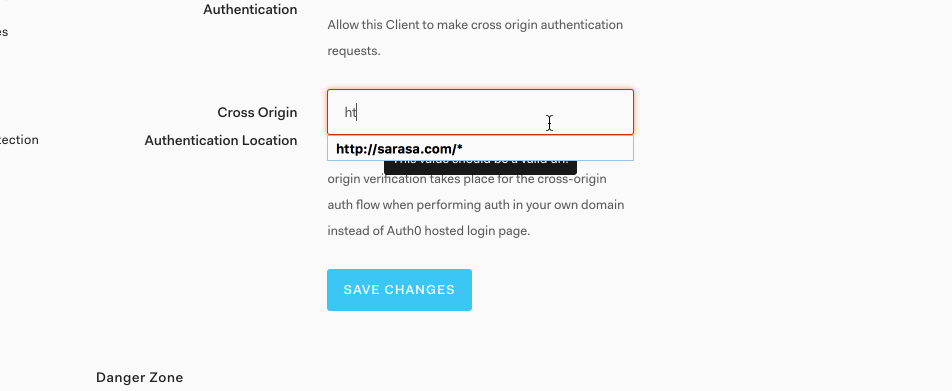 Authentication
Allow this Client to make cross origin authentication
es
requests.
Cross Origin
ht
tection
Authentication Location
http://sarasa.com/*
This value should be a valid url.
origin verification takes place for the cross-origin
auth flow when performing auth in your own domain
instead of Auth0 hosted login page.
SAVE CHANGES
Danger Zone